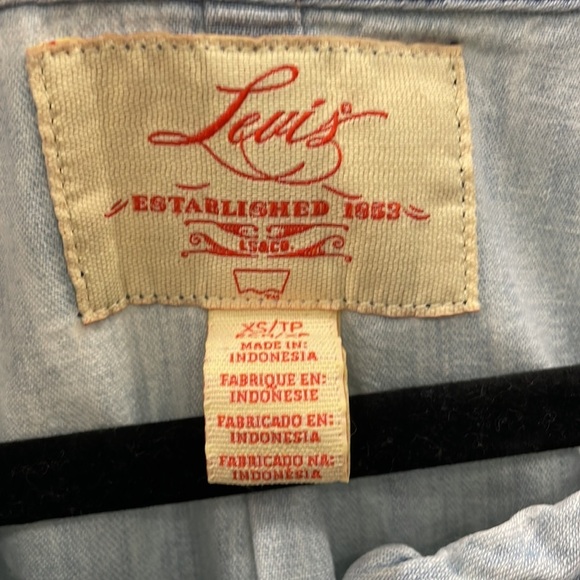 Levi's®
ESTABLISHED 1853
LS&CO.
XS/TP
MADE IN:
INDONESIA
FABRIQUE EN:
INDONESIE
FABRICADO EN:
INDONESIA
FABRICADO NA:
INDONÉSIA